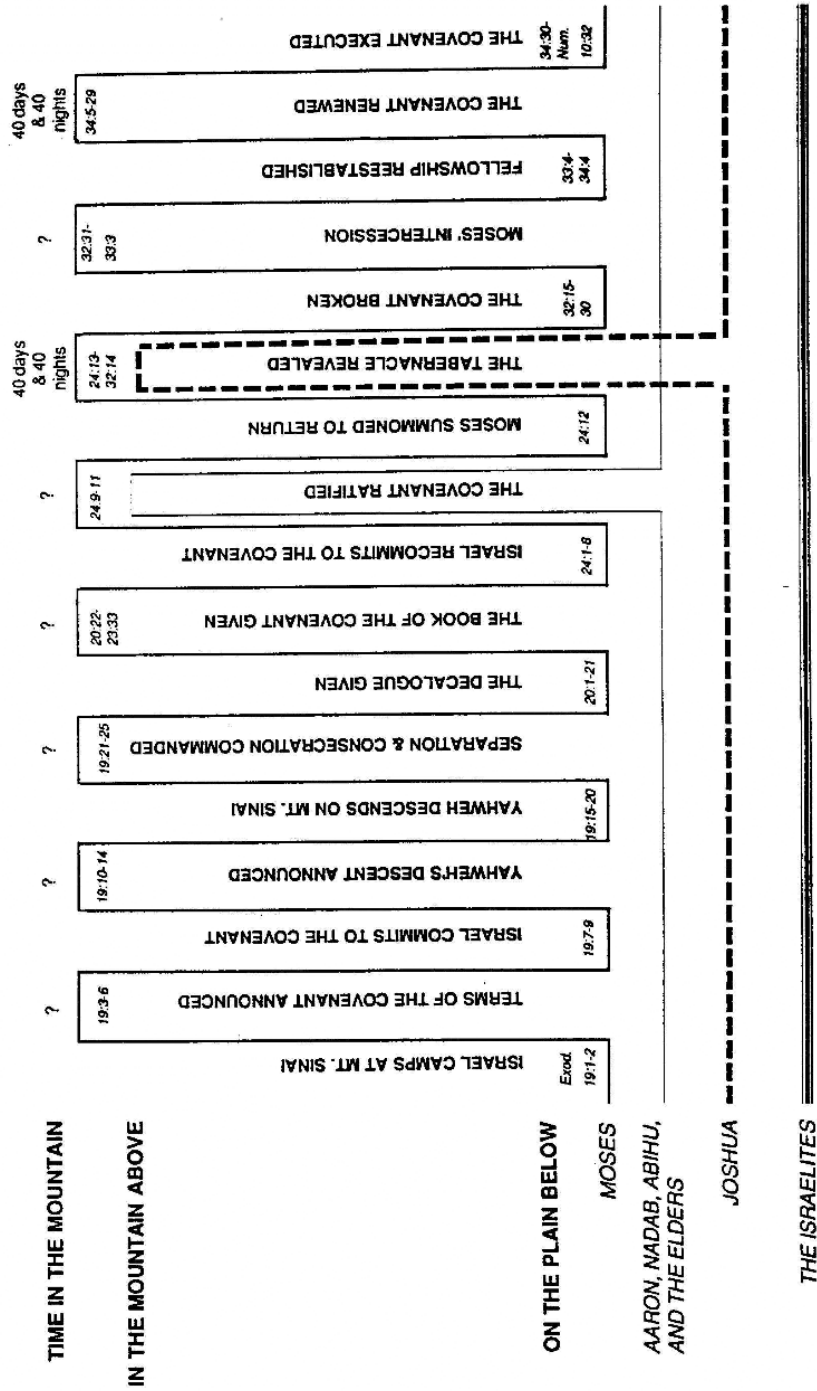 TIME IN THE MOUNTAIN
?
?
?
?
?
40 days
& 40
nights
?
40 days
& 40
nights
IN THE MOUNTAIN ABOVE
19:3-6
19:10-14
19:21-25
20:22-
23:33
24:9-11
24:13-
32:14
32:31-
33:3
34:5-29
ISRAEL CAMPS AT MT. SINAI
TERMS OF THE COVENANT ANNOUNCED
ISRAEL COMMITS TO THE COVENANT
YAHWEH'S DESCENT ANNOUNCED
YAHWEH DESCENDS ON MT. SINAI
SEPARATION & CONSECRATION COMMANDED
THE DECALOGUE GIVEN
THE BOOK OF THE COVENANT GIVEN
ISRAEL RECOMMITS TO THE COVENANT
THE COVENANT RATIFIED
MOSES SUMMONED TO RETURN
THE TABERNACLE REVEALED
THE COVENANT BROKEN
MOSES' INTERCESSION
FELLOWSHIP REESTABLISHED
THE COVENANT RENEWED
THE COVENANT EXECUTED
ON THE PLAIN BELOW
Exod.
19:1-2
19:7-9
19:15-20
20:1-21
24:1-8
24:12
32:15-
30
33:4-
34:4
34:30-
Num.
10:32
MOSES
AARON, NADAB, ABIHU,
AND THE ELDERS
JOSHUA
THE ISRAELITES